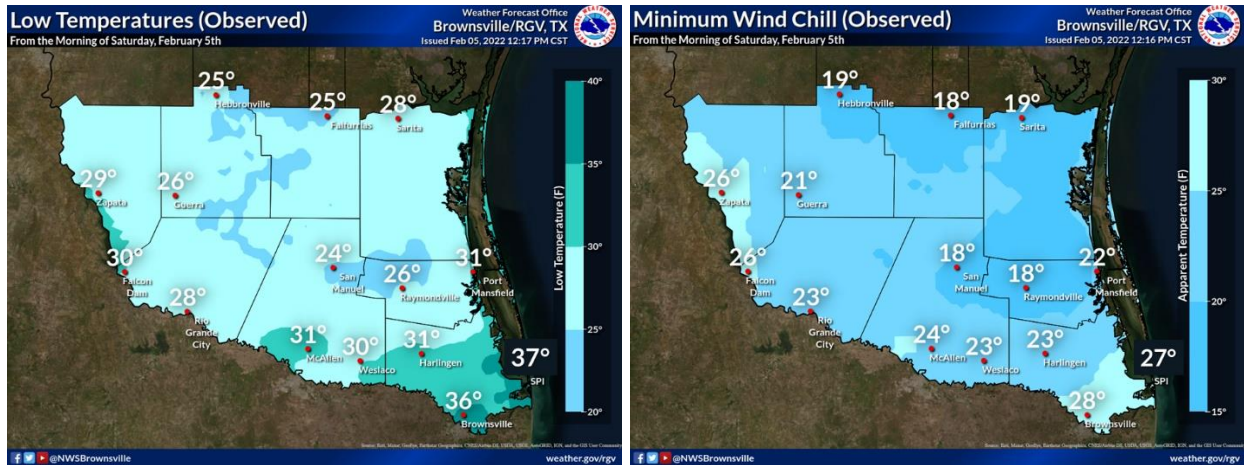 Low Temperatures (Observed)
From the Morning of Saturday, February 5th
Weather Forecast Office
Brownsville/RGV, TX
Issued Feb 05, 2022 12:17 PM CST
25°
Hebbronville
25°
Falfurrias
28°
Sarita
29°
Zapata
26°
Guerra
24°
San
Manuel
26°
Raymondville
31°
Port
Mansfield
30°
Falcon
Dam
28°
Rio
Grande
City
31°
McAllen
30°
Weslaco
31°
Harlingen
37°
SPI
36°
Brownsville
40°
35°
30°
25°
20°
Low Temperature (F)
@NWSBrownsville
weather.gov/rgv
Minimum Wind Chill (Observed)
From the Morning of Saturday, February 5th
Weather Forecast Office
Brownsville/RGV, TX
Issued Feb 05, 2022 12:16 PM CST
19°
Hebbronville
18°
Falfurrias
19°
Sarita
26°
Zapata
21°
Guerra
18°
San
Manuel
18°
Raymondville
22°
Port
Mansfield
26°
Falcon
Dam
23°
Rio
Grande
City
24°
McAllen
23°
Weslaco
23°
Harlingen
27°
SPI
28°
Brownsville
30°
25°
20°
15°
Apparent Temperature (F)
@NWSBrownsville
weather.gov/rgv